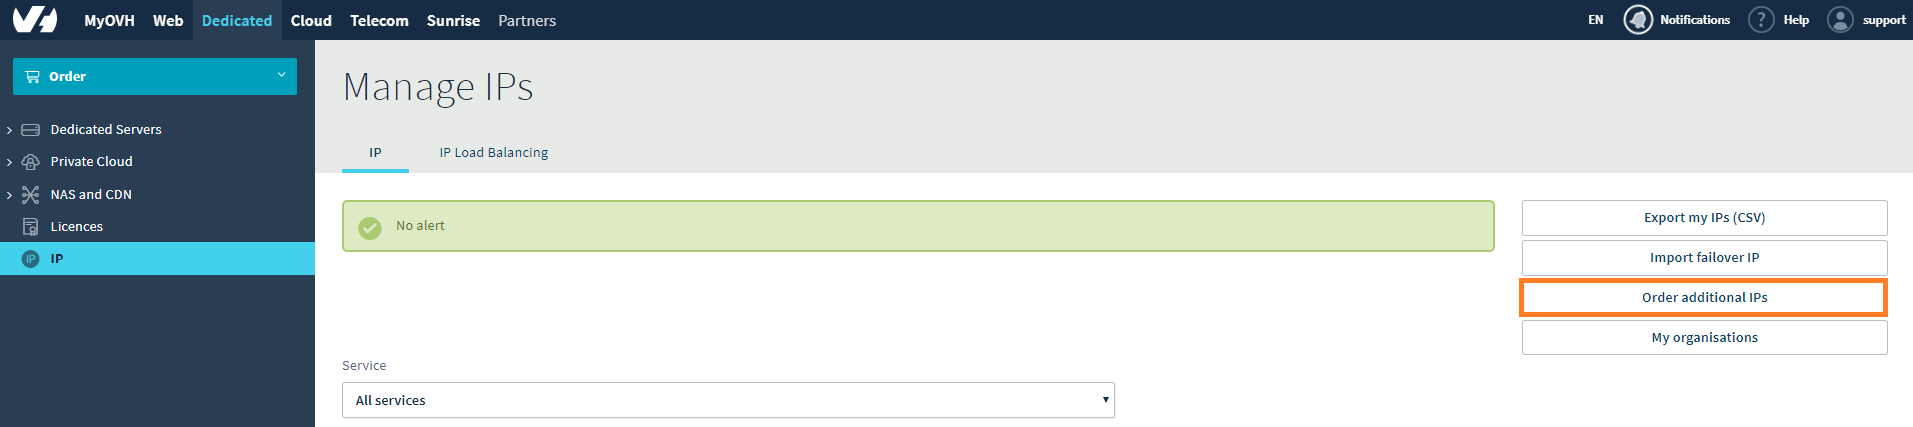 MyOVH Web Dedicated Cloud Telecom Sunrise Partners EN Notifications ? Help support
Order
Dedicated Servers
Private Cloud
NAS and CDN
Licences
IP IP
Manage IPs
IP IP Load Balancing
No alert
Export my IPs (CSV)
Import failover IP
Order additional IPs
My organisations
Service
All services